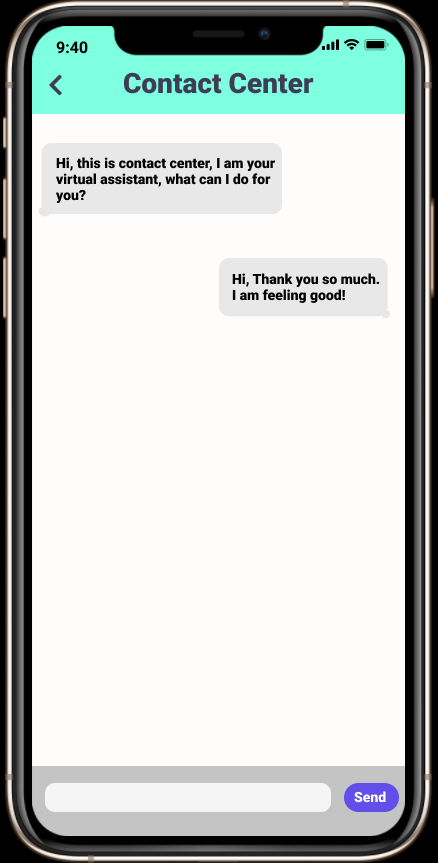 9:40
Contact Center
Hi, this is contact center, I am your
virtual assistant, what can I do for
you?
Hi, Thank you so much.
I am feeling good!
Send